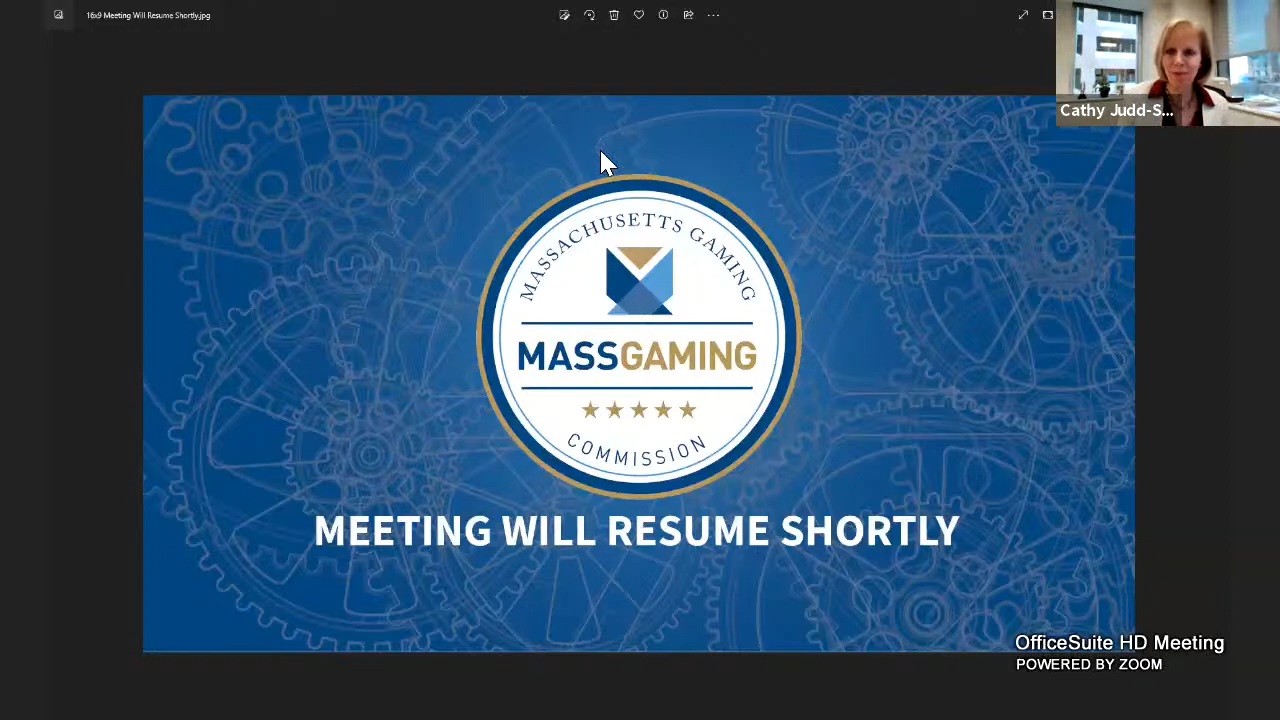 16x9 Meeting Will Resume Shortly.jpg
Cathy Judd-S...
MASSACHUSETTS GAMING
MASSGAMING
COMMISSION
MEETING WILL RESUME SHORTLY
OfficeSuite HD Meeting
POWERED BY ZOOM